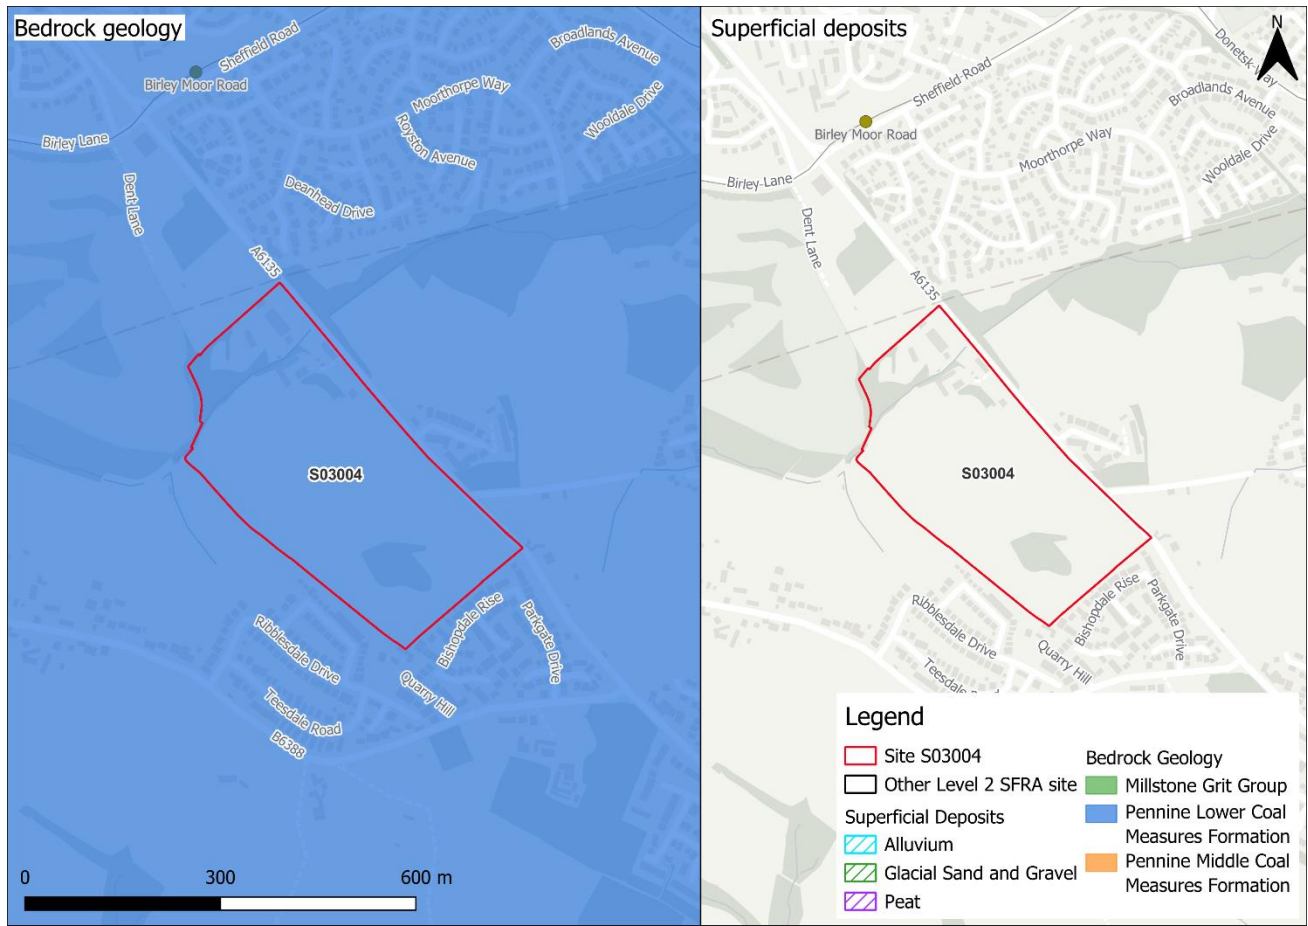 Bedrock geology
Sheffield Road
Broadlands Avenue
Birley Moor Road
Moorthorpe Way
Wooldale Drive
Royston Avenue
Birley Lane
Dent Lane
Deanhead Drive
A6135
S03004
Bishopdale Rise
Parkgate Drive
Ribblesdale Drive
Quarry Hill
Teesdale Road
B6388
0 300 600 m
Superficial deposits
N
Donetsk Way
Sheffield Road
Broadlands Avenue
Birley Moor Road
Moorthorpe Way
Wooldale Drive
Birley Lane
Dent Lane
A6135
S03004
Bishopdale Rise
Parkgate Drive
Ribblesdale Drive
Quarry Hill
Teesdale
Legend
Site S03004
Other Level 2 SFRA site
Superficial Deposits
Alluvium
Glacial Sand and Gravel
Peat
Bedrock Geology
Millstone Grit Group
Pennine Lower Coal
Measures Formation
Pennine Middle Coal
Measures Formation